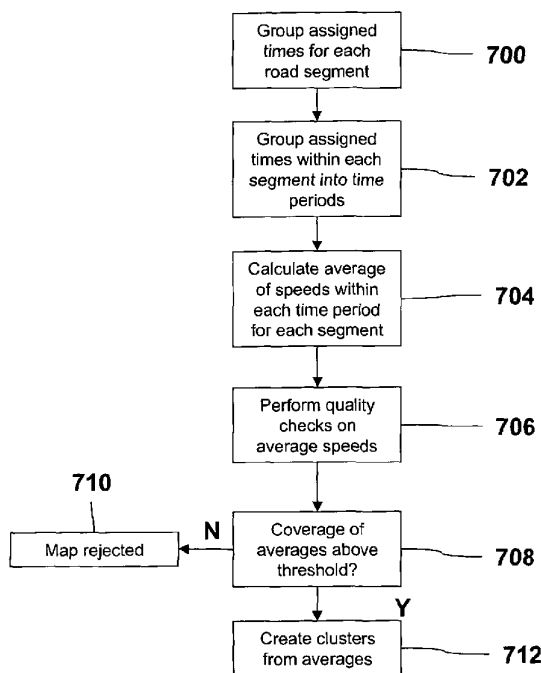 Group assigned
times for each
road segment
700
Group assigned
times within each
segment into time
periods
702
Calculate average
of speeds within
each time period
for each segment
704
Perform quality
checks on
average speeds
706
710
Map rejected
N
Coverage of
averages above
threshold?
708
Y
Create clusters
from averages
712